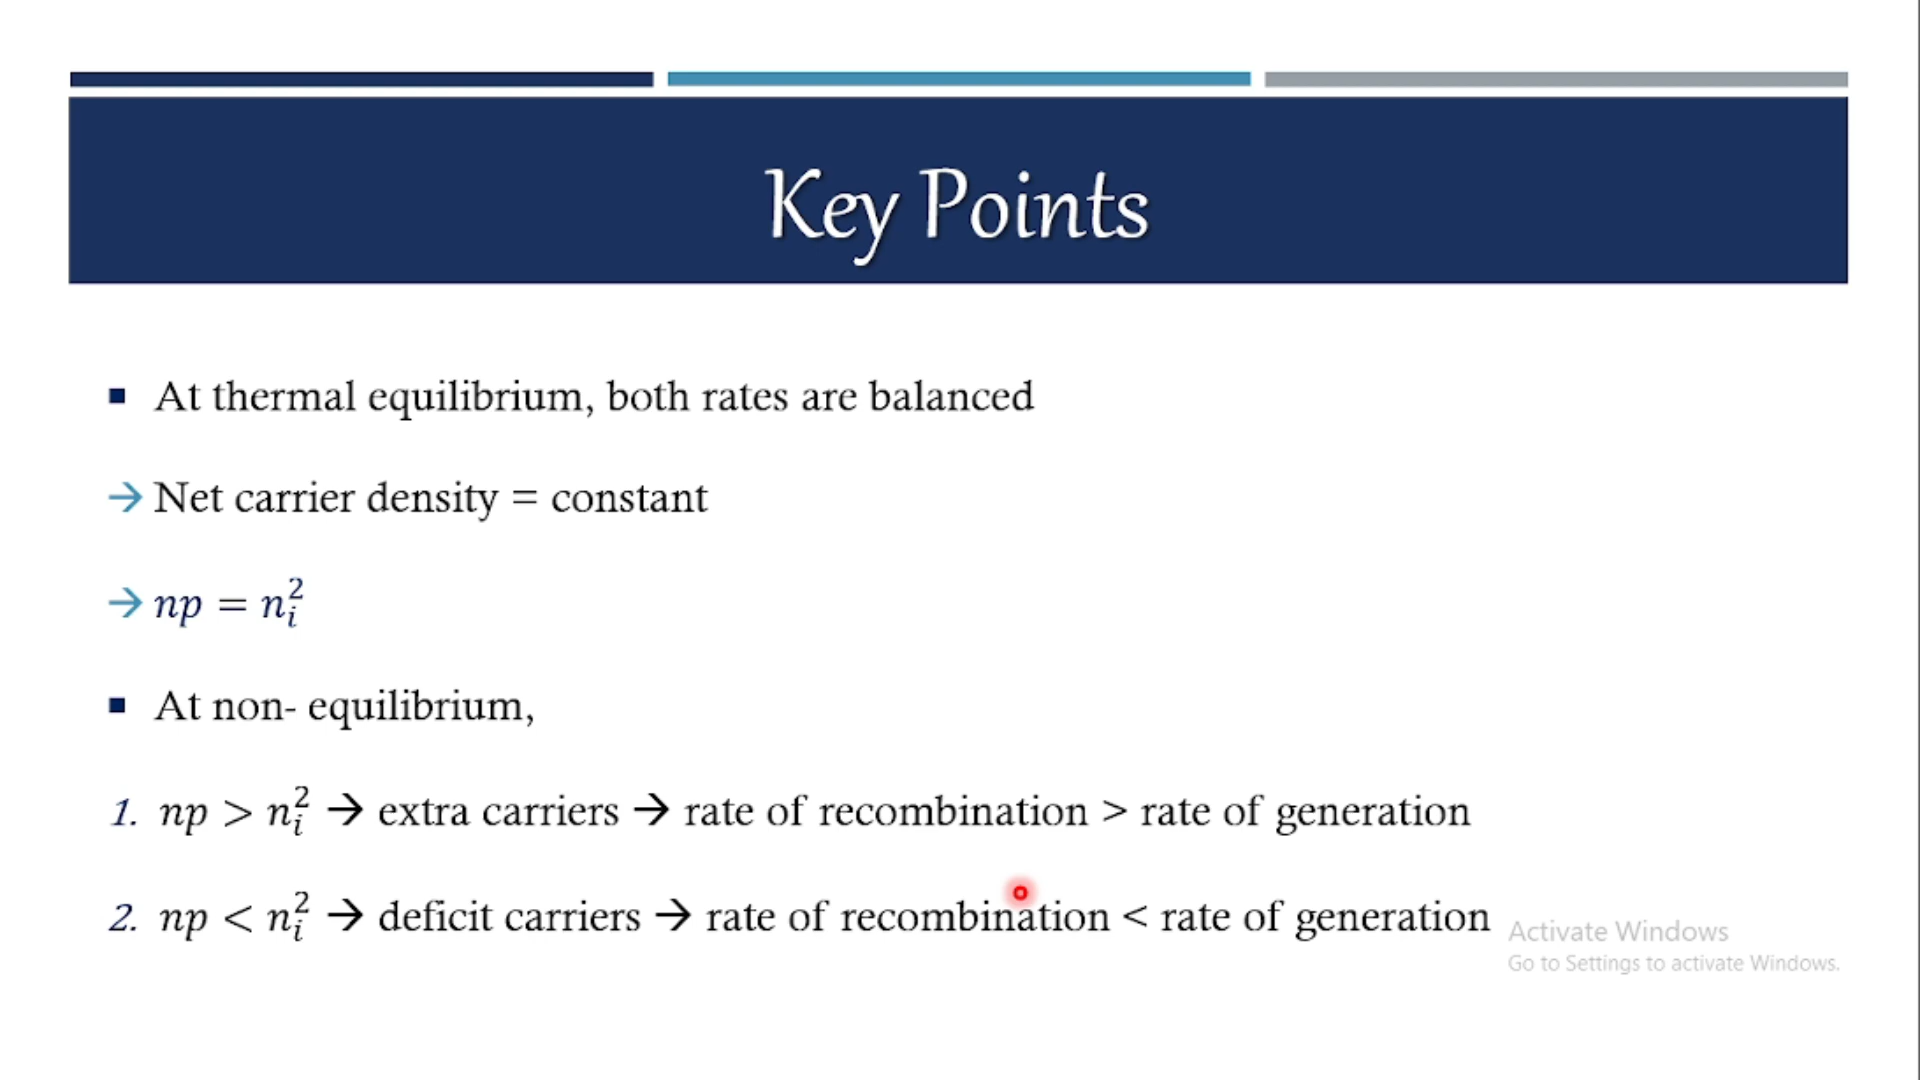 Key Points
▪ At thermal equilibrium, both rates are balanced
→ Net carrier density = constant
→ np = n_i^2
▪ At non- equilibrium,
1. np > n_i^2 → extra carriers → rate of recombination > rate of generation
2. np < n_i^2 → deficit carriers → rate of recombination < rate of generation
Activate Windows
Go to Settings to activate Windows.